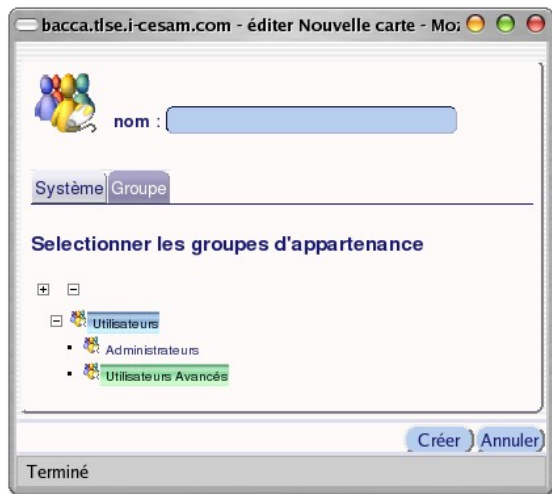 bacca.tlse.i-cesam.com - éditer Nouvelle carte - Moz
nom :
Système Groupe
Selectionner les groupes d'appartenance
Utilisateurs
Administrateurs
Utilisateurs Avancés
Créer Annuler
Terminé